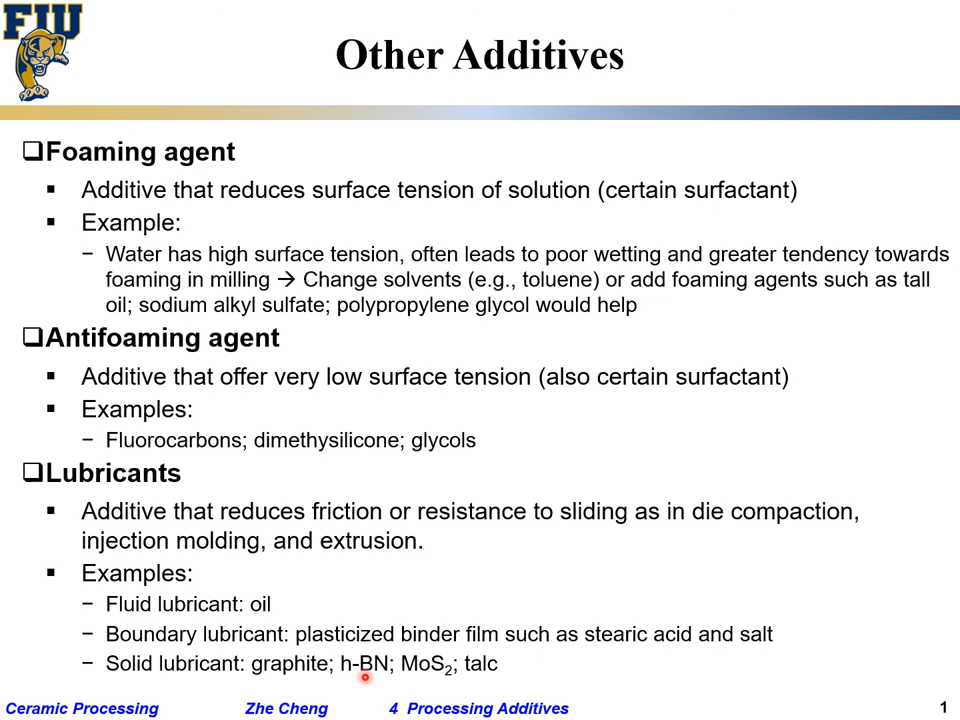 FIU
Other Additives
❑Foaming agent
▪ Additive that reduces surface tension of solution (certain surfactant)
▪ Example:
− Water has high surface tension, often leads to poor wetting and greater tendency towards
foaming in milling → Change solvents (e.g., toluene) or add foaming agents such as tall
oil; sodium alkyl sulfate; polypropylene glycol would help
❑Antifoaming agent
▪ Additive that offer very low surface tension (also certain surfactant)
▪ Examples:
− Fluorocarbons; dimethysilicone; glycols
❑Lubricants
▪ Additive that reduces friction or resistance to sliding as in die compaction,
injection molding, and extrusion.
▪ Examples:
− Fluid lubricant: oil
− Boundary lubricant: plasticized binder film such as stearic acid and salt
− Solid lubricant: graphite; h-BN; MoS₂; talc
Ceramic Processing Zhe Cheng 4 Processing Additives 1